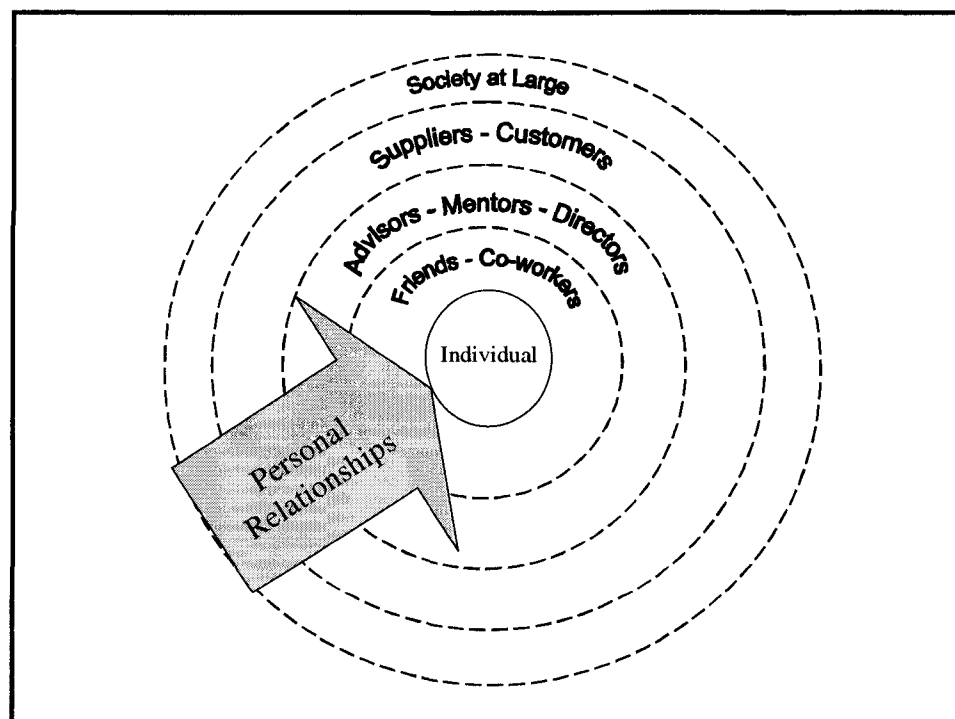 Society at Large
Suppliers - Customers
Advisors - Mentors - Directors
Friends - Co-workers
Individual
Personal
Relationships